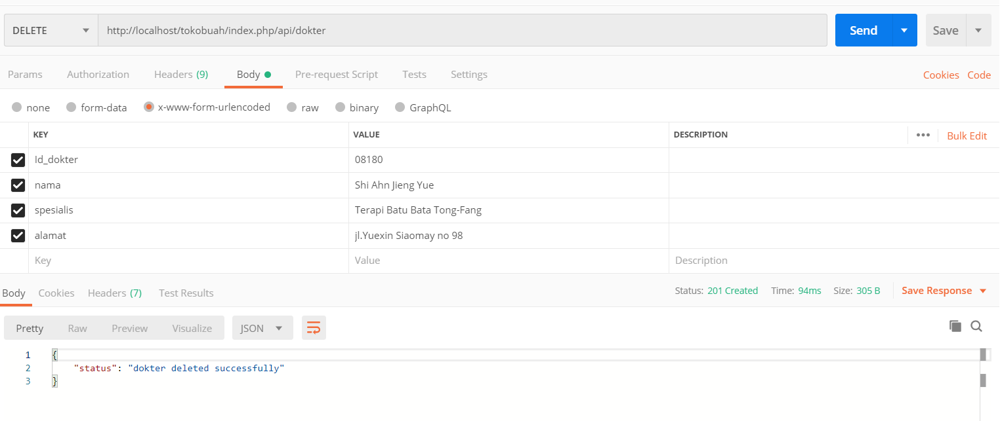 DELETE http://localhost/tokobuah/index.php/api/dokter Send Save
Params Authorization Headers (9) Body Pre-request Script Tests Settings Cookies Code
none form-data x-www-form-urlencoded raw binary GraphQL
KEY VALUE DESCRIPTION ••• Bulk Edit
Id_dokter 08180
nama Shi Ahn Jieng Yue
spesialis Terapi Batu Bata Tong-Fang
alamat jl.Yuexin Siaomay no 98
Key Value Description
Body Cookies Headers (7) Test Results Status: 201 Created Time: 94ms Size: 305 B Save Response
Pretty Raw Preview Visualize JSON
1 {
2 "status": "dokter deleted successfully"
3 }